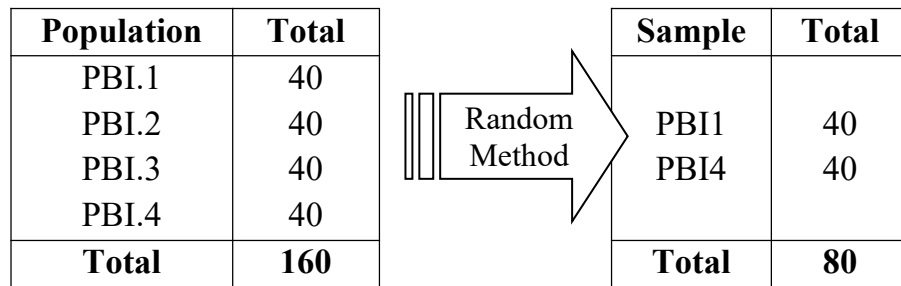 Population Total
PBI.1 40
PBI.2 40
PBI.3 40
PBI.4 40
Total 160
Random
Method
Sample Total
PBI1 40
PBI4 40
Total 80